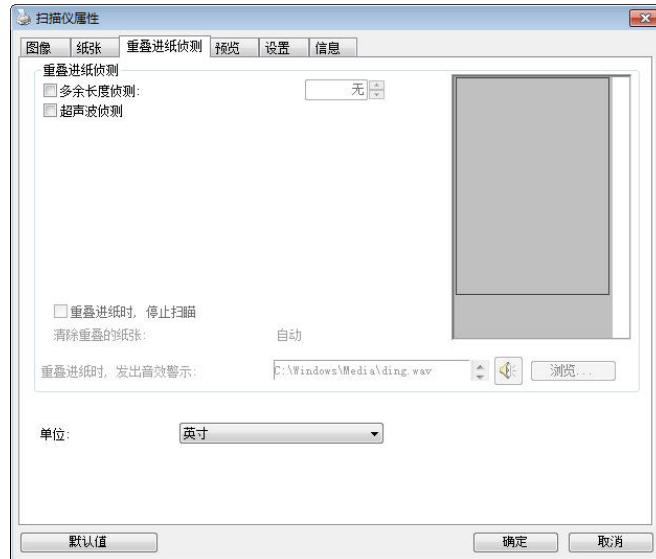 扫描仪属性
图像 纸张 重叠进纸侦测 预览 设置 信息
重叠进纸侦测
多余长度侦测: 无
超声波侦测
重叠进纸时, 停止扫瞄
清除重叠的纸张: 自动
重叠进纸时, 发出音效警示: C:\Windows\Media\ding.wav 浏览...
单位: 英寸
默认值 确定 取消